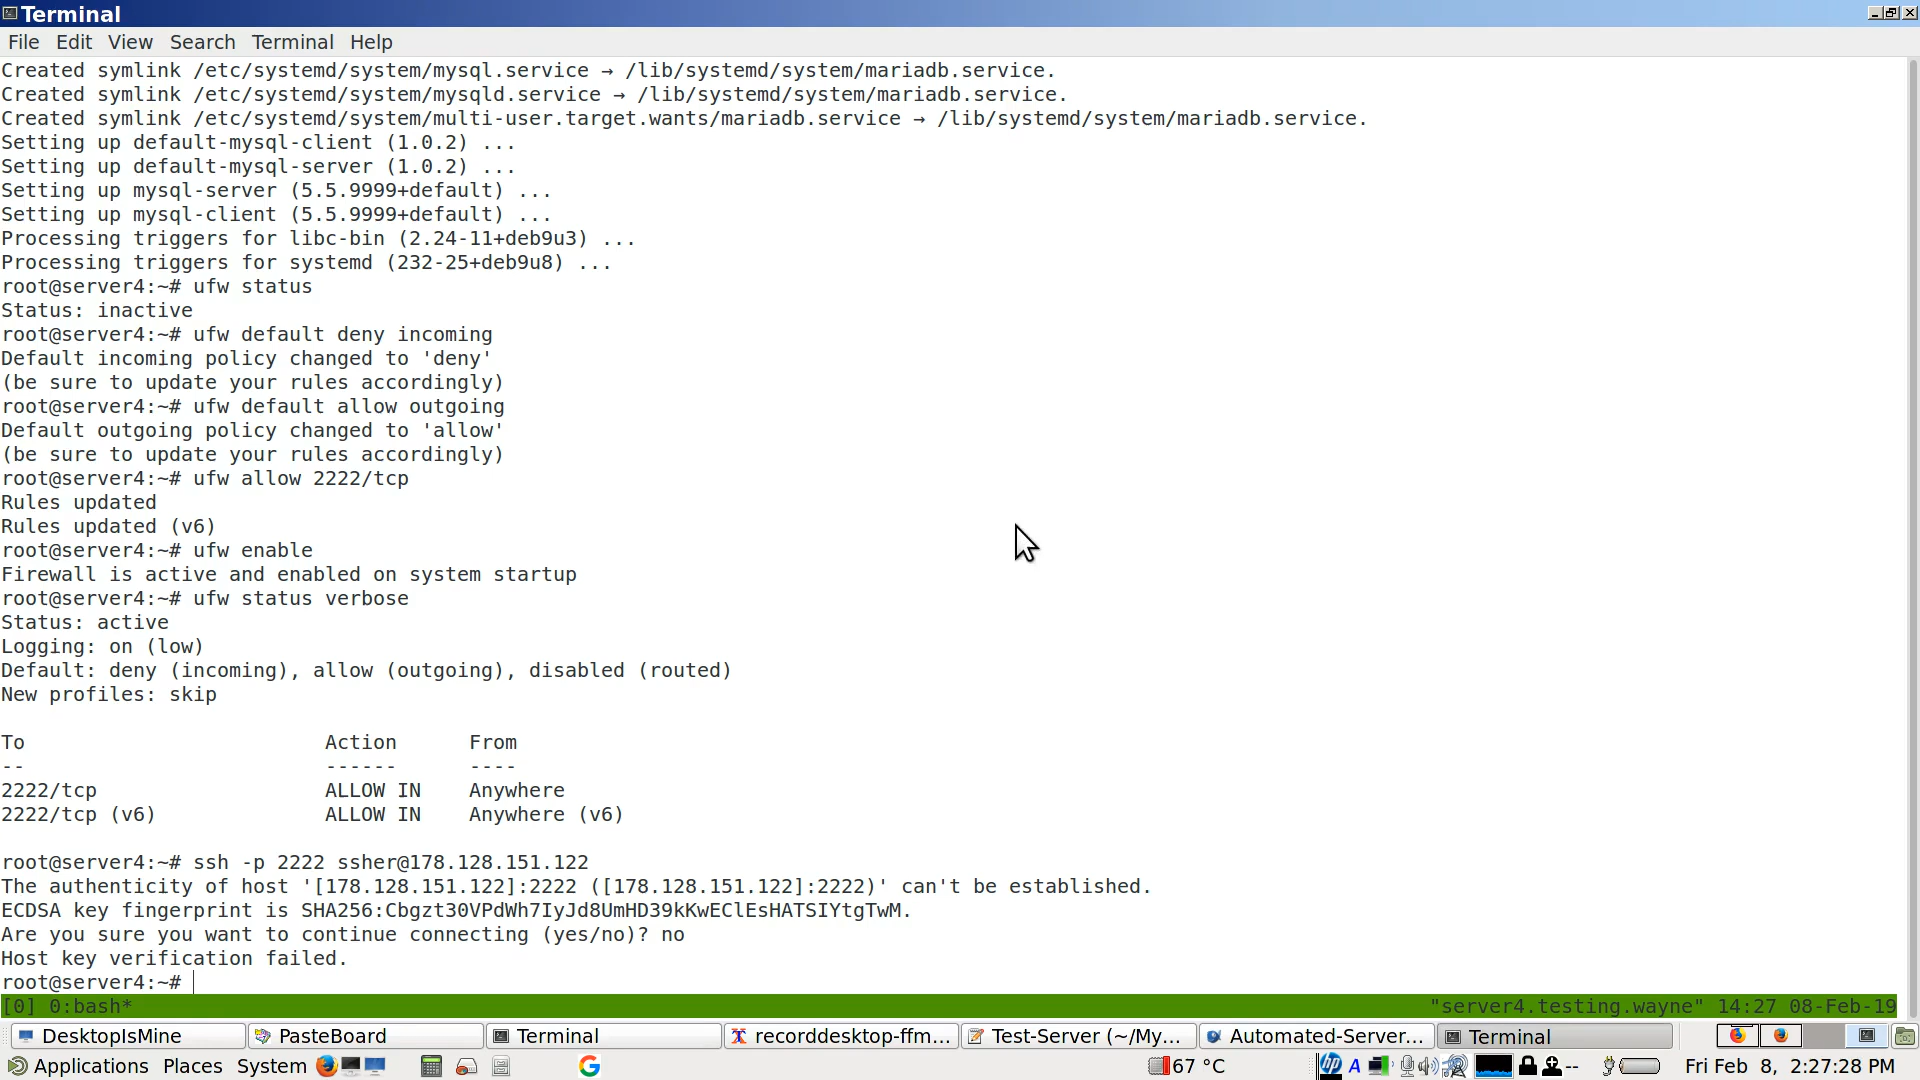 Terminal
File Edit View Search Terminal Help
Created symlink /etc/systemd/system/mysql.service → /lib/systemd/system/mariadb.service.
Created symlink /etc/systemd/system/mysqld.service → /lib/systemd/system/mariadb.service.
Created symlink /etc/systemd/system/multi-user.target.wants/mariadb.service → /lib/systemd/system/mariadb.service.
Setting up default-mysql-client (1.0.2) ...
Setting up default-mysql-server (1.0.2) ...
Setting up mysql-server (5.5.9999+default) ...
Setting up mysql-client (5.5.9999+default) ...
Processing triggers for libc-bin (2.24-11+deb9u3) ...
Processing triggers for systemd (232-25+deb9u8) ...
root@server4:~# ufw status
Status: inactive
root@server4:~# ufw default deny incoming
Default incoming policy changed to 'deny'
(be sure to update your rules accordingly)
root@server4:~# ufw default allow outgoing
Default outgoing policy changed to 'allow'
(be sure to update your rules accordingly)
root@server4:~# ufw allow 2222/tcp
Rules updated
Rules updated (v6)
root@server4:~# ufw enable
Firewall is active and enabled on system startup
root@server4:~# ufw status verbose
Status: active
Logging: on (low)
Default: deny (incoming), allow (outgoing), disabled (routed)
New profiles: skip
To Action From
-- ------ ----
2222/tcp ALLOW IN Anywhere
2222/tcp (v6) ALLOW IN Anywhere (v6)
root@server4:~# ssh -p 2222 ssher@178.128.151.122
The authenticity of host '[178.128.151.122]:2222 ([178.128.151.122]:2222)' can't be established.
ECDSA key fingerprint is SHA256:Cbgzt30VPdWh7IyJd8UmHD39kKwEClEsHATSIYtgTwM.
Are you sure you want to continue connecting (yes/no)? no
Host key verification failed.
root@server4:~#
[0] 0:bash* "server4.testing.wayne" 14:27 08-Feb-19
DesktopIsMine PasteBoard Terminal recorddesktop-ffm... Test-Server (~/My... Automated-Server... Terminal
Applications Places System G hp 67 °C A -- Fri Feb 8, 2:27:28 PM